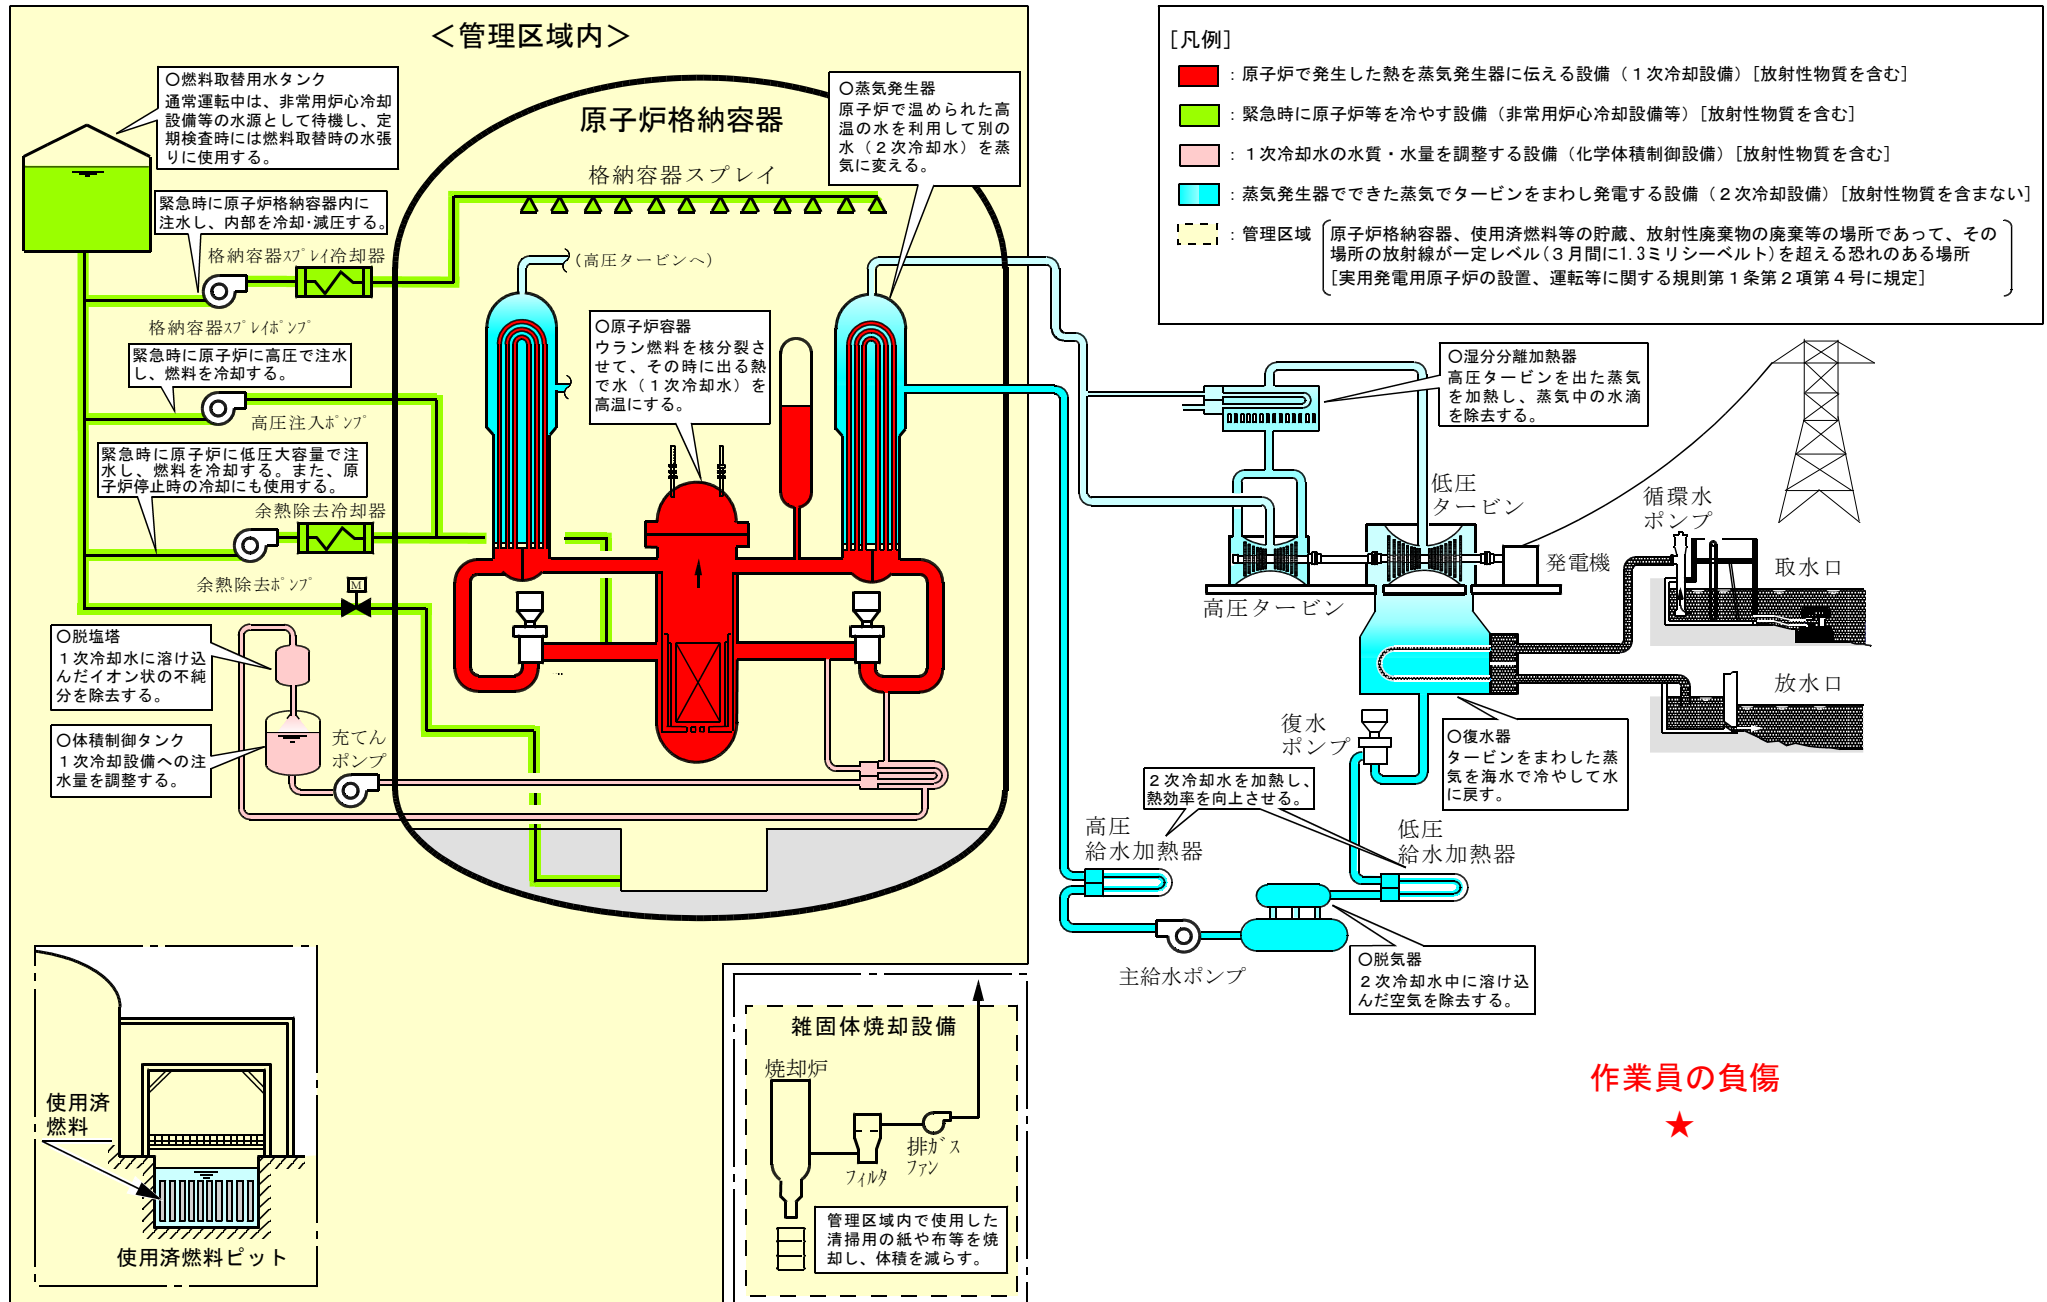 ＜管理区域内＞
○燃料取替用水タンク
通常運転中は、非常用炉心冷却
設備等の水源として待機し、定
期検査時には燃料取替時の水張
りに使用する。
緊急時に原子炉格納容器内に
注水し、内部を冷却･減圧する。
格納容器ｽﾌﾟﾚｲ冷却器
格納容器ｽﾌﾟﾚｲﾎﾟﾝﾌﾟ
緊急時に原子炉に高圧で注水
し、燃料を冷却する。
高圧注入ﾎﾟﾝﾌﾟ
緊急時に原子炉に低圧大容量で注
水し、燃料を冷却する。また、原
子炉停止時の冷却にも使用する。
余熱除去冷却器
余熱除去ﾎﾟﾝﾌﾟ
M
○脱塩塔
１次冷却水に溶け込
んだイオン状の不純
分を除去する。
○体積制御タンク
１次冷却設備への注
水量を調整する。
充てん
ポンプ
原子炉格納容器
格納容器スプレイ
(高圧タービンへ)
○蒸気発生器
原子炉で温められた高
温の水を利用して別の
水（２次冷却水）を蒸
気に変える。
○原子炉容器
ウラン燃料を核分裂さ
せて、その時に出る熱
で水（１次冷却水）を
高温にする。
［凡例］
：原子炉で発生した熱を蒸気発生器に伝える設備（１次冷却設備）［放射性物質を含む］
：緊急時に原子炉等を冷やす設備（非常用炉心冷却設備等）［放射性物質を含む］
：１次冷却水の水質・水量を調整する設備（化学体積制御設備）［放射性物質を含む］
：蒸気発生器でできた蒸気でタービンをまわし発電する設備（２次冷却設備）［放射性物質を含まない］
：管理区域
原子炉格納容器、使用済燃料等の貯蔵、放射性廃棄物の廃棄等の場所であって、その
場所の放射線が一定レベル(３月間に1.3ミリシーベルト)を超える恐れのある場所
［実用発電用原子炉の設置、運転等に関する規則第１条第２項第４号に規定］
○湿分分離加熱器
高圧タービンを出た蒸気
を加熱し、蒸気中の水滴
を除去する。
低圧
タービン
高圧タービン
発電機
循環水
ポンプ
取水口
放水口
復水
ポンプ
○復水器
タービンをまわした蒸
気を海水で冷やして水
に戻す。
２次冷却水を加熱し、
熱効率を向上させる。
高圧
給水加熱器
低圧
給水加熱器
主給水ポンプ
○脱気器
２次冷却水中に溶け込
んだ空気を除去する。
作業員の負傷
★
使用済
燃料
使用済燃料ピット
雑固体焼却設備
焼却炉
フィルタ
排ｶﾞｽ
ﾌｧﾝ
管理区域内で使用した
清掃用の紙や布等を焼
却し、体積を減らす。